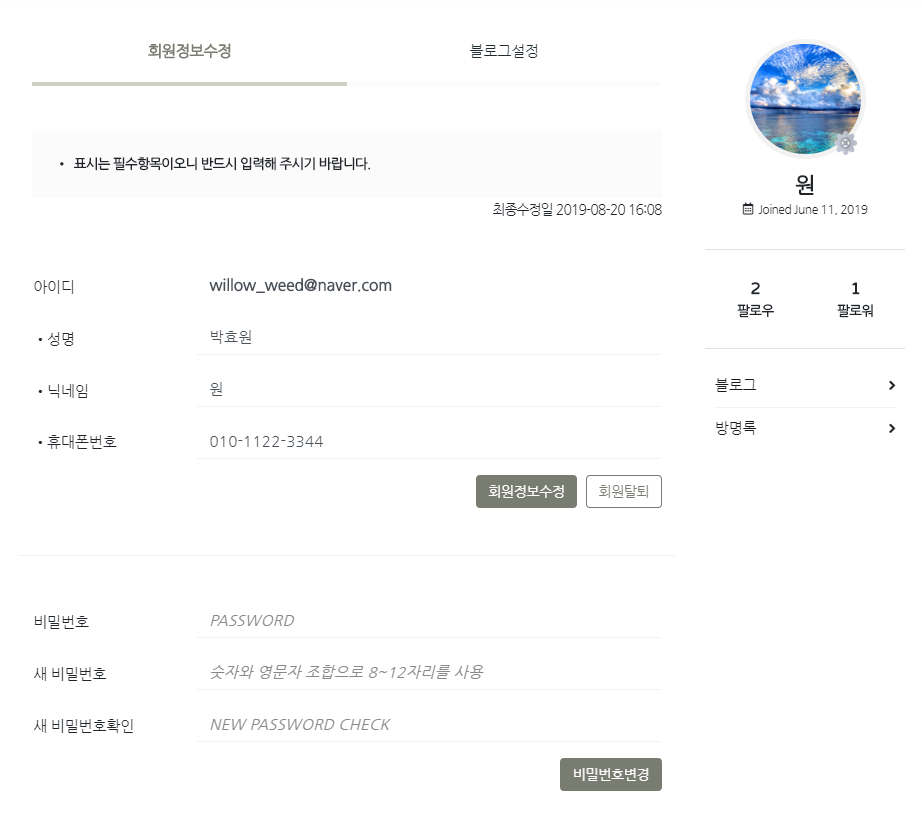 회원정보수정
블로그설정
• 표시는 필수항목이오니 반드시 입력해 주시기 바랍니다.
최종수정일 2019-08-20 16:08
아이디 willow_weed@naver.com
• 성명 박효원
• 닉네임 원
• 휴대폰번호 010-1122-3344
회원정보수정 회원탈퇴
비밀번호 PASSWORD
새 비밀번호 숫자와 영문자 조합으로 8~12자리를 사용
새 비밀번호확인 NEW PASSWORD CHECK
비밀번호변경
원
Joined June 11, 2019
2 1
팔로우 팔로워
블로그
방명록